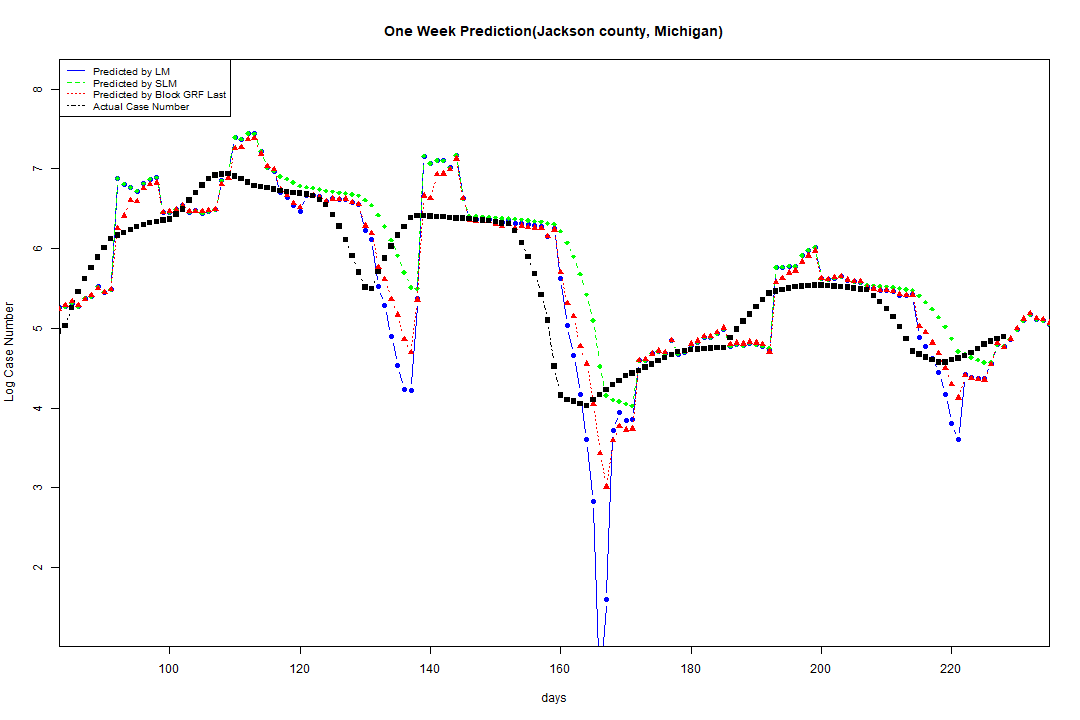 One Week Prediction(Jackson county, Michigan)
Predicted by LM
Predicted by SLM
Predicted by Block GRF Last
Actual Case Number
8
7
6
5
4
3
2
Log Case Number
100 120 140 160 180 200 220
days